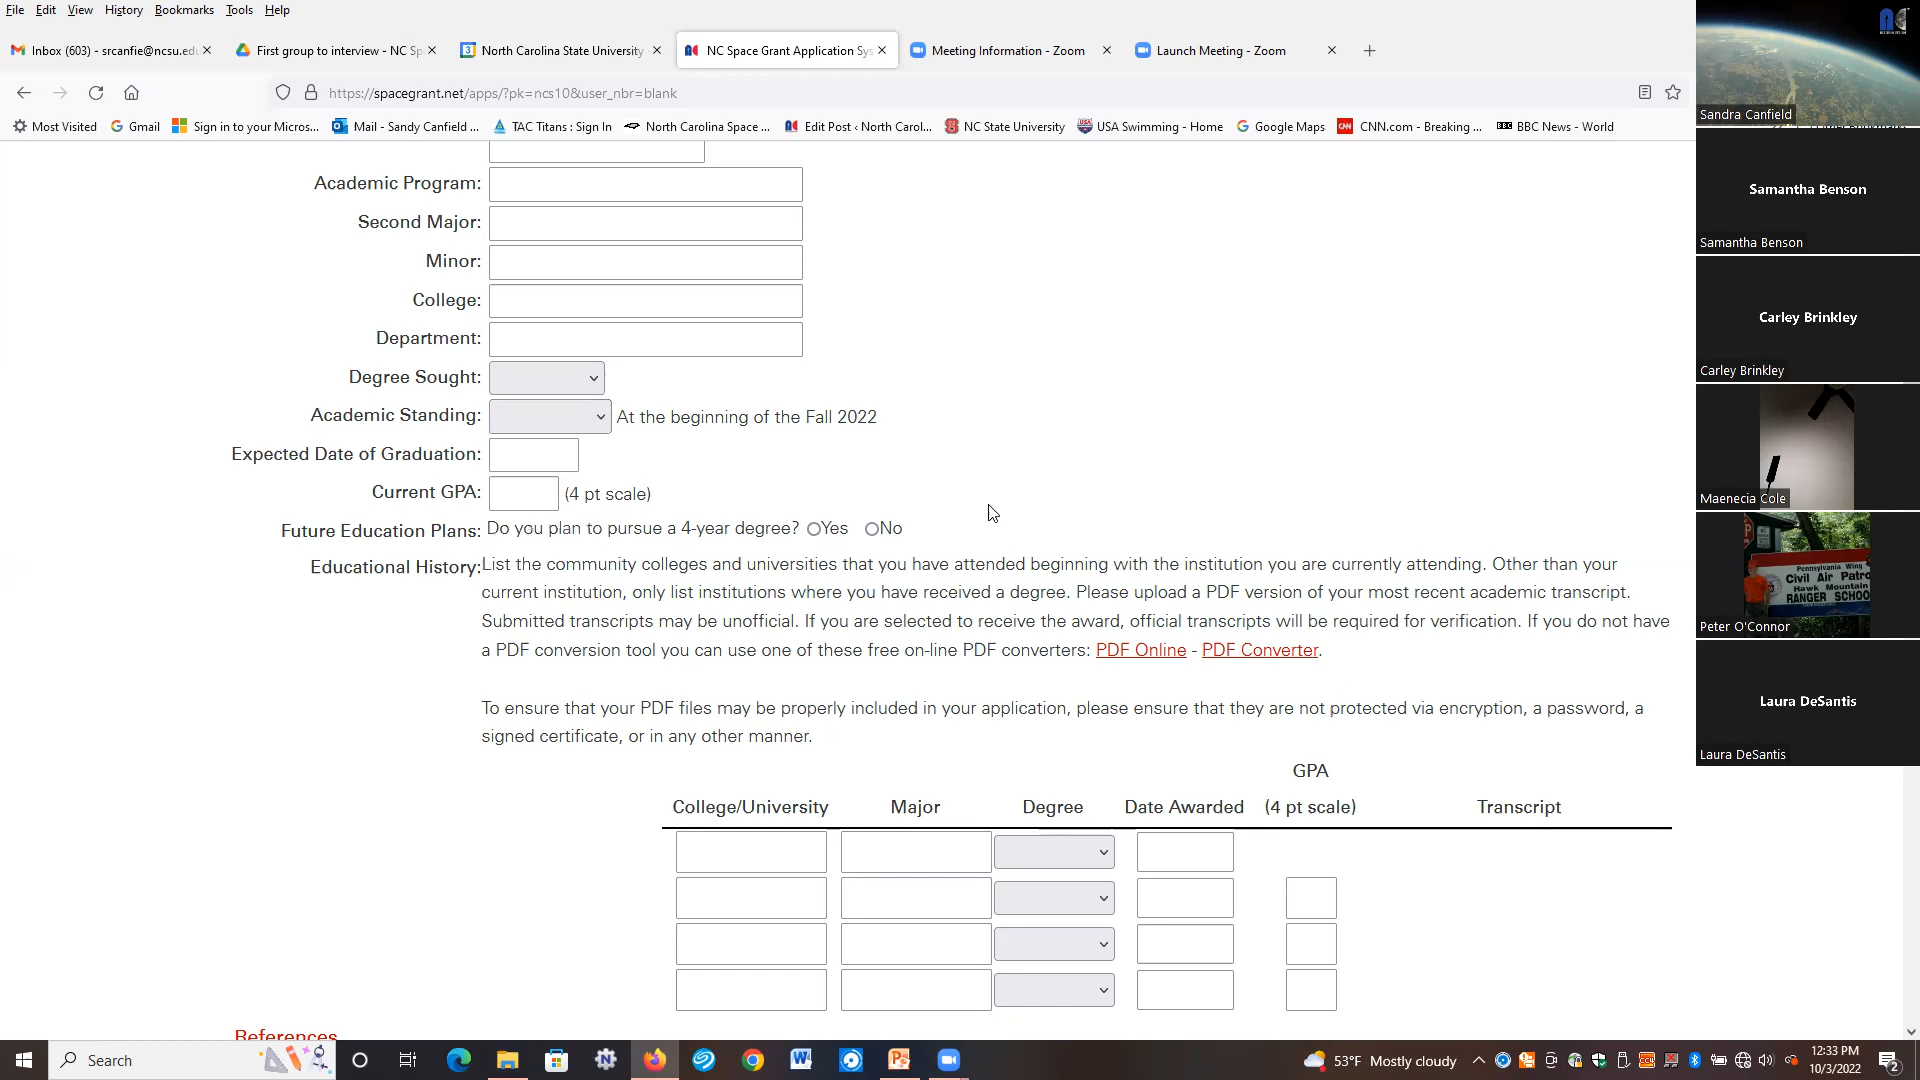 File Edit View History Bookmarks Tools Help
Inbox (603) - srcanfie@ncsu.ed
First group to interview - NC Sp
North Carolina State University
NC Space Grant Application Sys
Meeting Information - Zoom
Launch Meeting - Zoom
https://spacegrant.net/apps/?pk=ncs10&user_nbr=blank
Most Visited
Gmail
Sign in to your Micros...
Mail - Sandy Canfield ...
TAC Titans : Sign In
North Carolina Space ...
Edit Post ‹ North Carol...
NC State University
USA Swimming - Home
Google Maps
CNN.com - Breaking ...
BBC News - World
Academic Program:
Second Major:
Minor:
College:
Department:
Degree Sought:
Academic Standing: At the beginning of the Fall 2022
Expected Date of Graduation:
Current GPA: (4 pt scale)
Future Education Plans: Do you plan to pursue a 4-year degree? Yes No
Educational History: List the community colleges and universities that you have attended beginning with the institution you are currently attending. Other than your
current institution, only list institutions where you have received a degree. Please upload a PDF version of your most recent academic transcript.
Submitted transcripts may be unofficial. If you are selected to receive the award, official transcripts will be required for verification. If you do not have
a PDF conversion tool you can use one of these free on-line PDF converters: PDF Online - PDF Converter.
To ensure that your PDF files may be properly included in your application, please ensure that they are not protected via encryption, a password, a
signed certificate, or in any other manner.
GPA
College/University Major Degree Date Awarded (4 pt scale) Transcript
References
Sandra Canfield
Samantha Benson
Samantha Benson
Carley Brinkley
Carley Brinkley
Maenecia Cole
Pennsylvania Wing
Civil Air Patro
Hawk Mountain
RANGER SCHOO
Peter O'Connor
Laura DeSantis
Laura DeSantis
Search
53°F Mostly cloudy
12:33 PM
10/3/2022
2